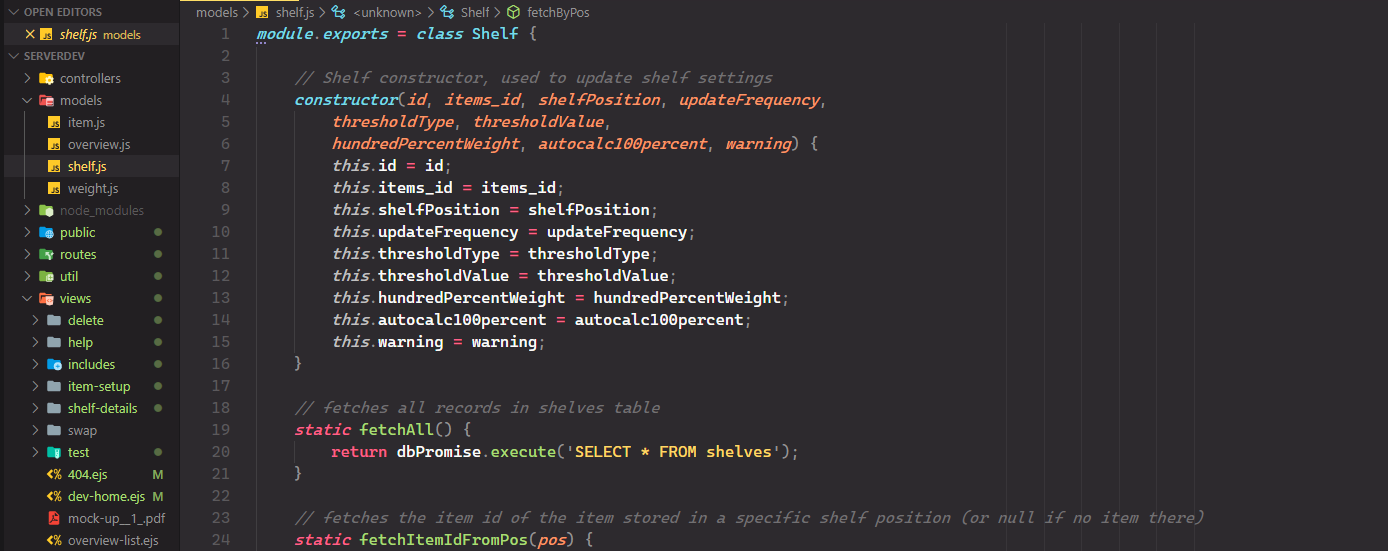 OPEN EDITORS
shelf.js models
SERVERDEV
controllers
models
item.js
overview.js
shelf.js
weight.js
node_modules
public
routes
util
views
delete
help
includes
item-setup
shelf-details
swap
test
404.ejs M
dev-home.ejs M
mock-up__1_.pdf
overview-list.ejs
models > shelf.js > <unknown> > Shelf > fetchByPos
1 module.exports = class Shelf {
2
3 // Shelf constructor, used to update shelf settings
4 constructor(id, items_id, shelfPosition, updateFrequency,
5 thresholdType, thresholdValue,
6 hundredPercentWeight, autocalc100percent, warning) {
7 this.id = id;
8 this.items_id = items_id;
9 this.shelfPosition = shelfPosition;
10 this.updateFrequency = updateFrequency;
11 this.thresholdType = thresholdType;
12 this.thresholdValue = thresholdValue;
13 this.hundredPercentWeight = hundredPercentWeight;
14 this.autocalc100percent = autocalc100percent;
15 this.warning = warning;
16 }
17
18 // fetches all records in shelves table
19 static fetchAll() {
20 return dbPromise.execute('SELECT * FROM shelves');
21 }
22
23 // fetches the item id of the item stored in a specific shelf position (or null if no item there)
24 static fetchItemIdFromPos(pos) {